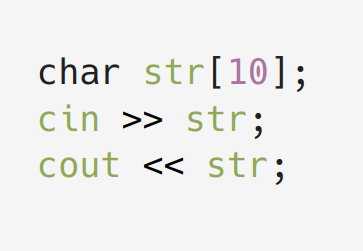 char str[10];
cin >> str;
cout << str;